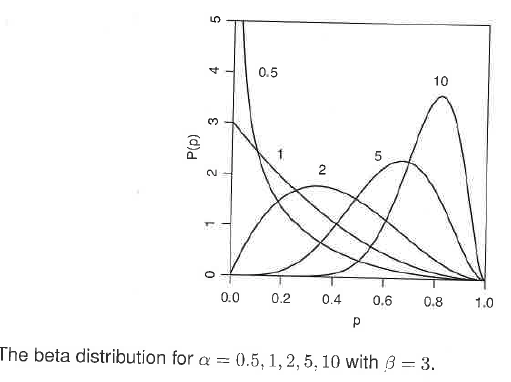 5
4
3
2
1
0
P(p)
0.5
1
2
5
10
0.0 0.2 0.4 0.6 0.8 1.0
p
The beta distribution for α = 0.5, 1, 2, 5, 10 with β = 3.